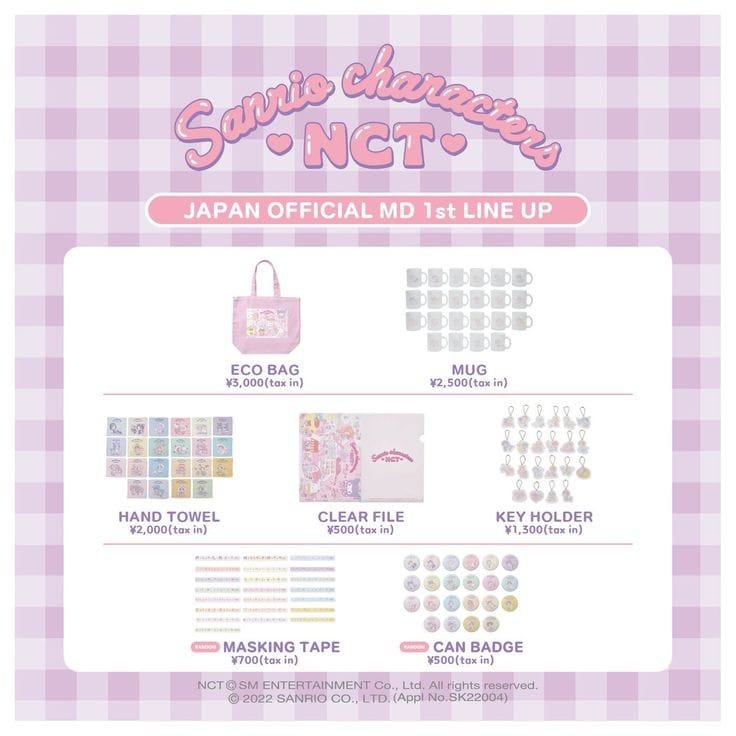 Sanrio characters
NCT
JAPAN OFFICIAL MD 1st LINE UP
ECO BAG
¥3,000(tax in)
MUG
¥2,500(tax in)
HAND TOWEL
¥2,000(tax in)
CLEAR FILE
¥500(tax in)
KEY HOLDER
¥1,300(tax in)
Sanrio characters
NCT
RANDOM MASKING TAPE
¥700(tax in)
RANDOM CAN BADGE
¥500(tax in)
NCT©SM ENTERTAINMENT Co., Ltd. All rights reserved.
© 2022 SANRIO CO., LTD. (Appl No.SK22004)